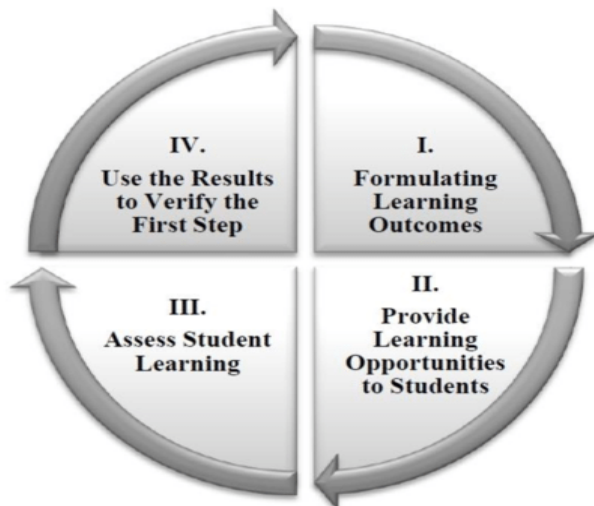 I.
Formulating
Learning
Outcomes
II.
Provide
Learning
Opportunities
to Students
III.
Assess Student
Learning
IV.
Use the Results
to Verify the
First Step